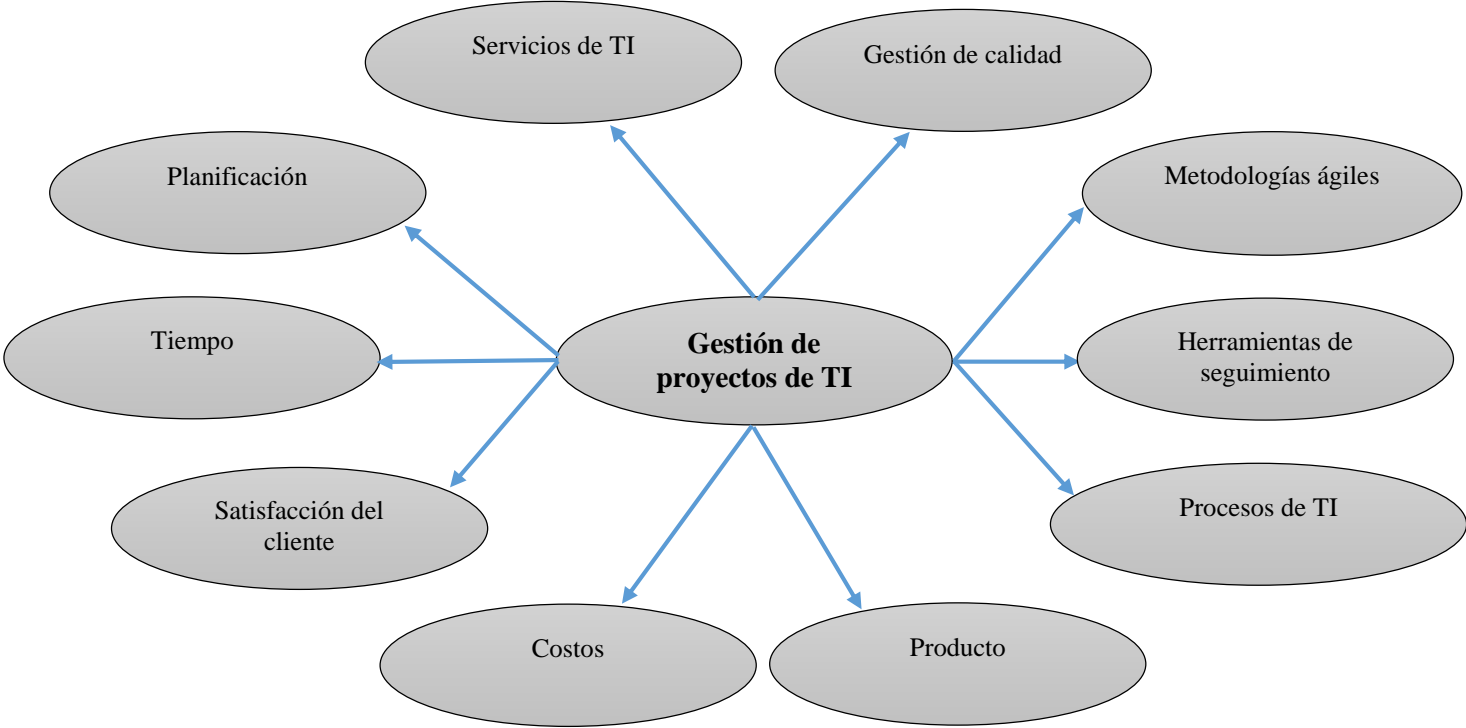 Servicios de TI
Gestión de calidad
Planificación
Metodologías ágiles
Tiempo
Gestión de
proyectos de TI
Herramientas de
seguimiento
Satisfacción del
cliente
Procesos de TI
Costos
Producto